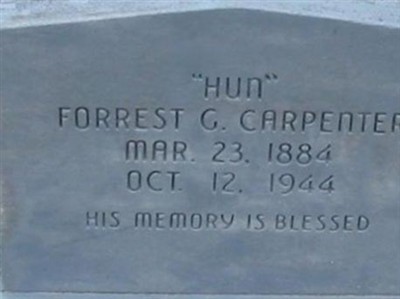 "HUN"
FORREST G. CARPENTER
MAR. 23, 1884
OCT. 12, 1944
HIS MEMORY IS BLESSED